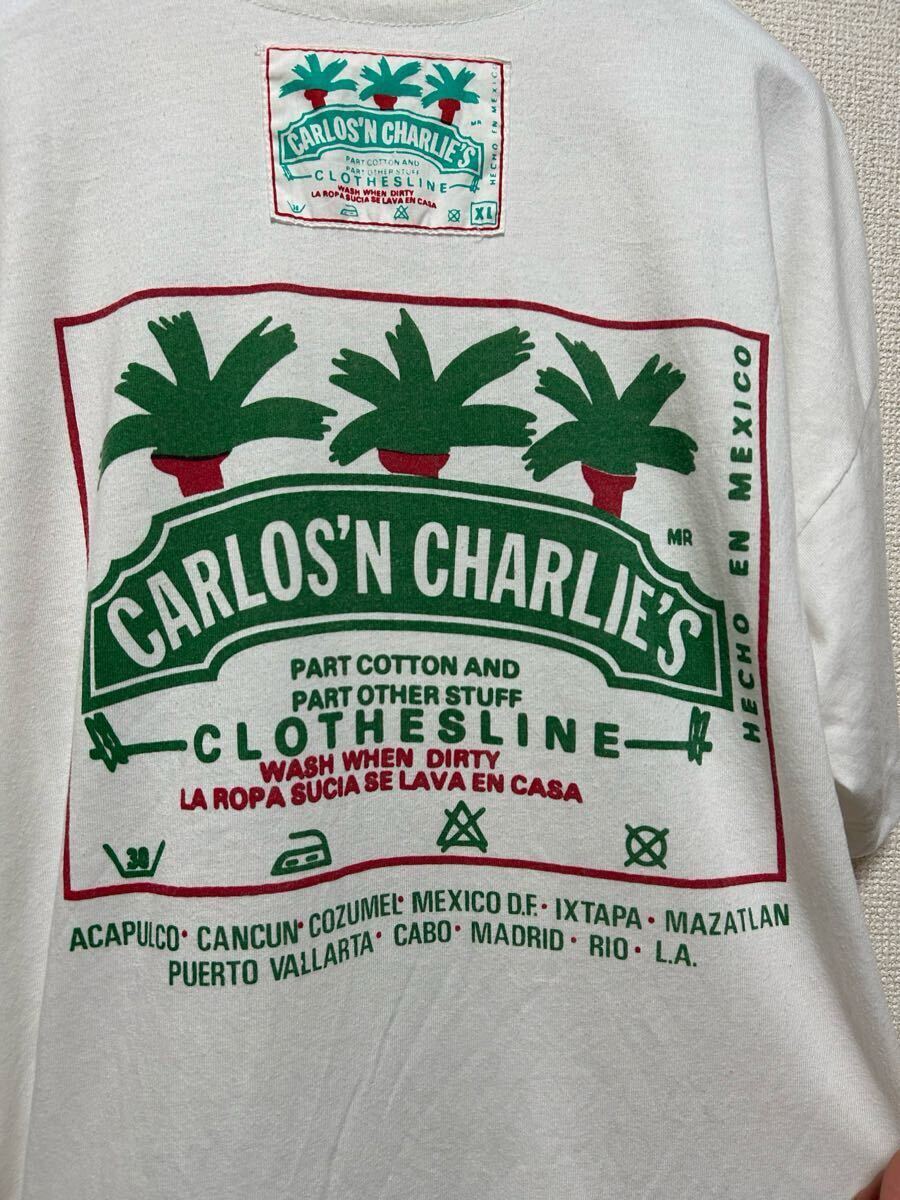 HECHO EN MEXICO
MR
CARLOS'N CHARLIE'S
PART COTTON AND
PART OTHER STUFF
CLOTHESLINE
WASH WHEN DIRTY
LA ROPA SUCIA SE LAVA EN CASA
XL
HECHO EN MEXICO
MR
CARLOS'N CHARLIE'S
PART COTTON AND
PART OTHER STUFF
CLOTHESLINE
WASH WHEN DIRTY
LA ROPA SUCIA SE LAVA EN CASA
30
ACAPULCO• CANCUN• COZUMEL• MEXICO D.F.• IXTAPA • MAZATLAN
PUERTO VALLARTA• CABO• MADRID• RIO• L.A.